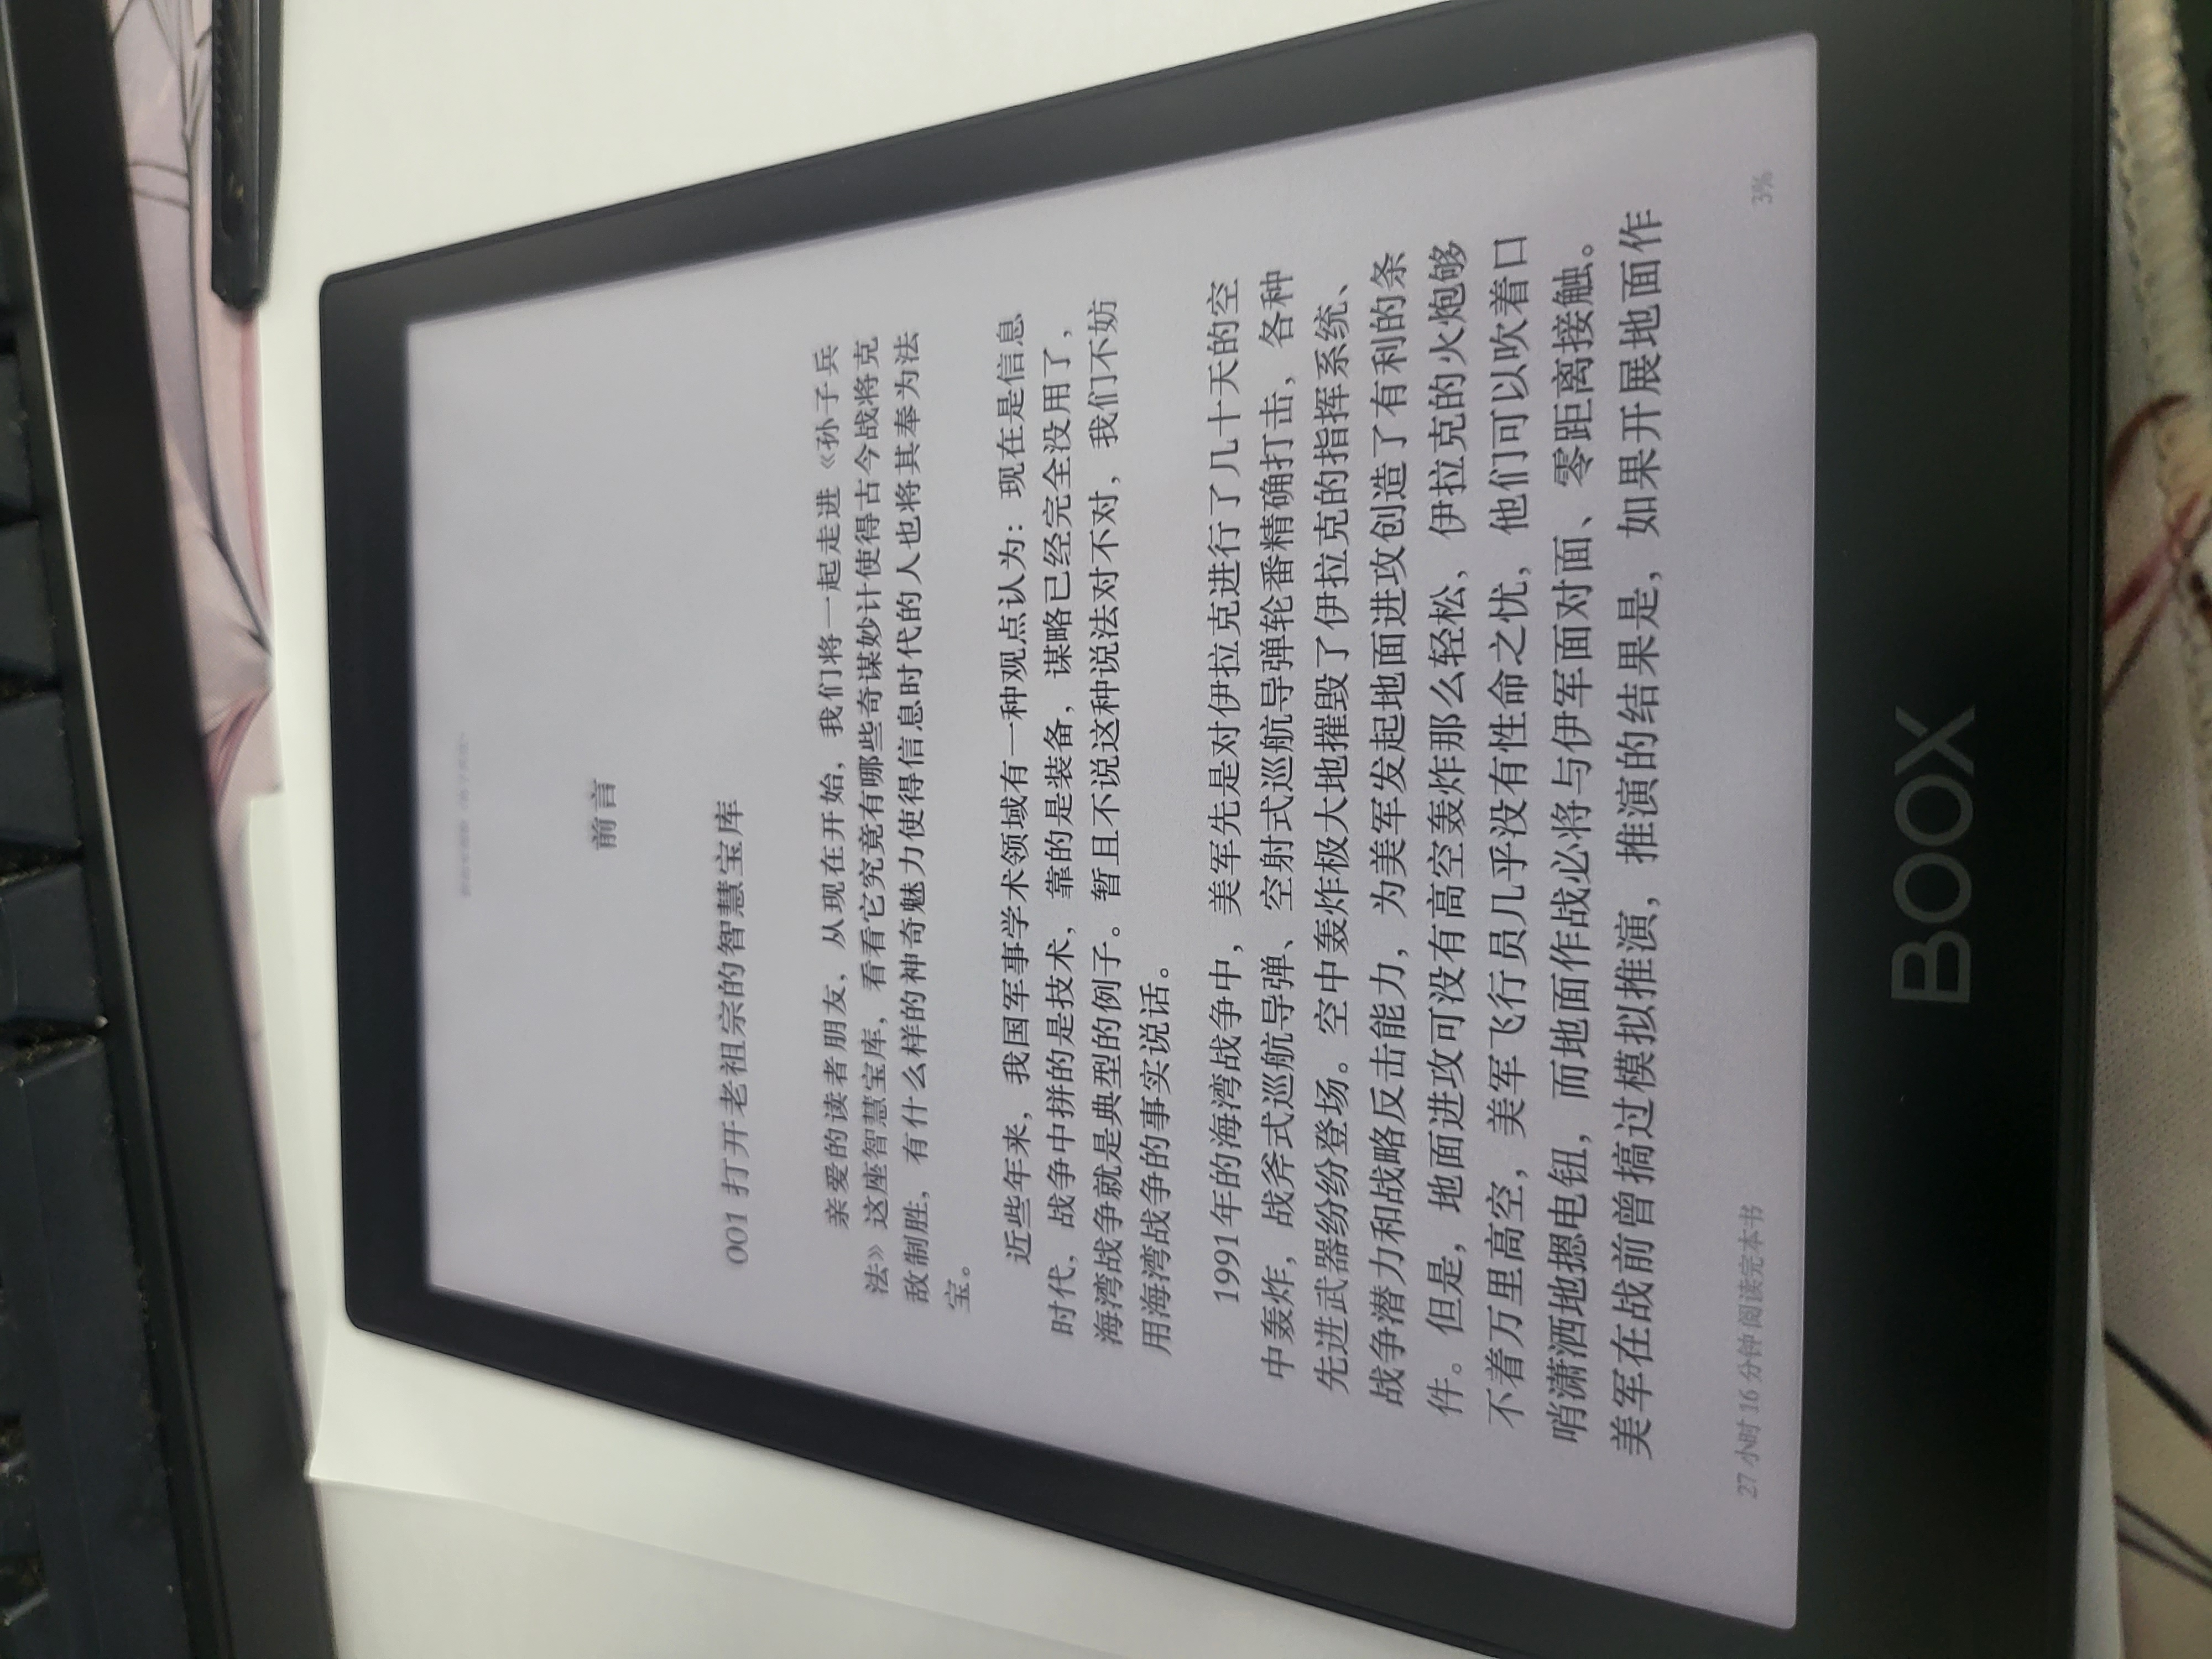 前言
001 打开老祖宗的智慧宝库
亲爱的读者朋友，从现在开始，我们将一起走进《孙子兵
法》这座智慧宝库，看看它究竟有哪些奇谋妙计使得古今战将克
敌制胜，有什么样的神奇魅力使得信息时代的人也将其奉为法
宝。
近些年来，我国军事学术领域有一种观点认为：现在是信息
时代，战争中拼的是技术，靠的是装备，谋略已经完全没用了，
海湾战争就是典型的例子。暂且不说这种说法对不对，我们不妨
用海湾战争的事实说话。
1991年的海湾战争中，美军先是对伊拉克进行了几十天的空
中轰炸，战斧式巡航导弹、空射式巡航导弹轮番精确打击，各种
先进武器纷纷登场。空中轰炸极大地摧毁了伊拉克的指挥系统、
战争潜力和战略反击能力，为美军发起地面进攻创造了有利的条
件。但是，地面进攻可没有高空轰炸那么轻松，伊拉克的火炮够
不着万里高空，美军飞行员几乎没有性命之忧，他们可以吹着口
哨潇洒地摁电钮，而地面作战必将与伊军面对面、零距离接触。
美军在战前曾搞过模拟推演，推演的结果是，如果开展地面作
27 小时 16 分钟 阅读完本书
3%
BOOX